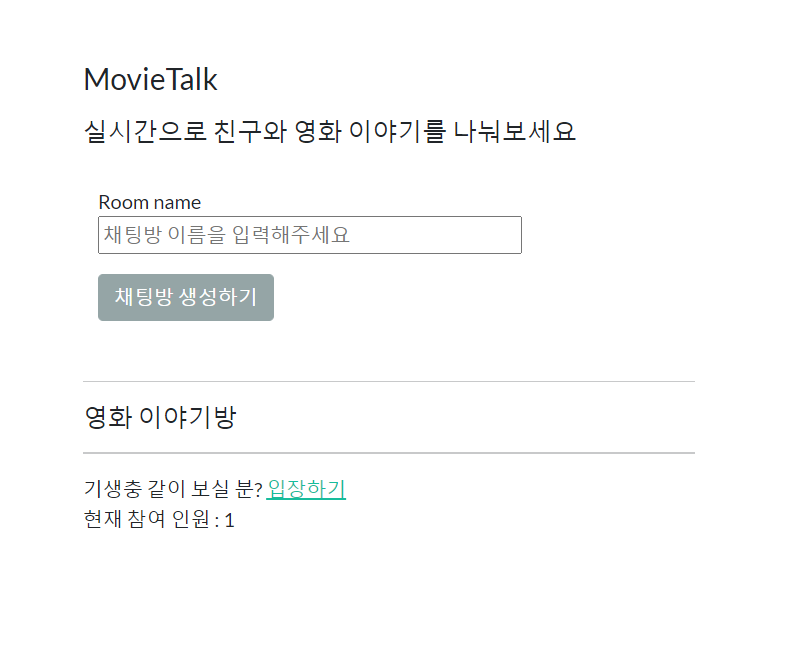 MovieTalk
실시간으로 친구와 영화 이야기를 나눠보세요
Room name
채팅방 이름을 입력해주세요
채팅방 생성하기
영화 이야기방
기생충 같이 보실 분? 입장하기
현재 참여 인원 : 1